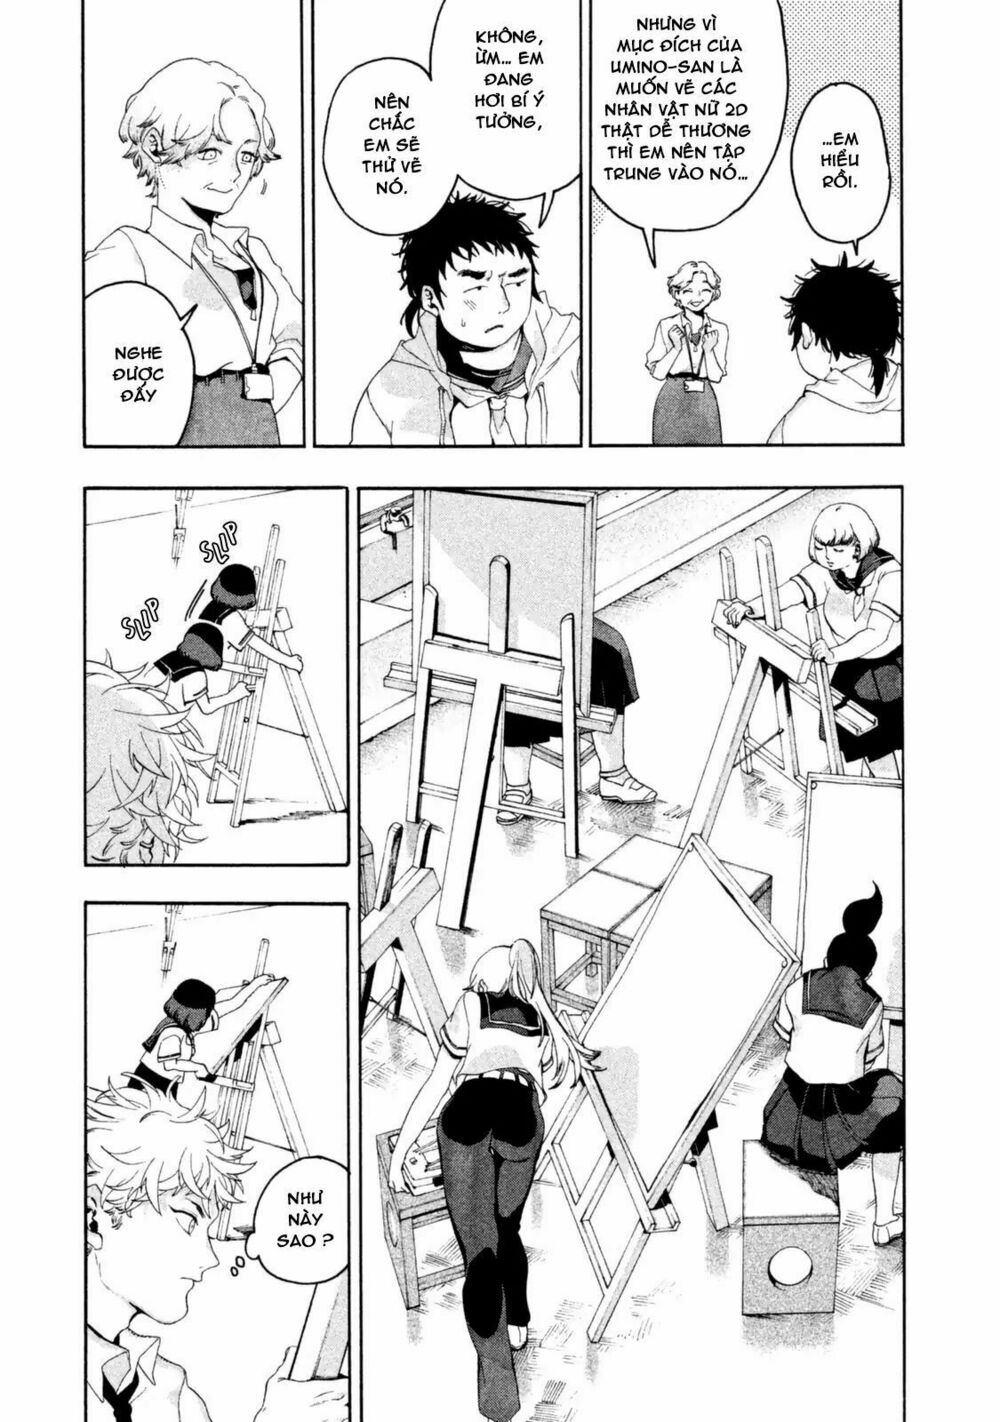 ...EM
HIỂU
RỒI.
NHƯNG VÌ
MỤC ĐÍCH CỦA
UMINO-SAN LÀ
MUỐN VẼ CÁC
NHÂN VẬT NỮ 2D
THẬT DỄ THƯƠNG
THÌ EM NÊN TẬP
TRUNG VÀO NÓ...
KHÔNG,
ỪM... EM
ĐANG
HƠI BÍ Ý
TƯỞNG,
NÊN
CHẮC
EM SẼ
THỬ VẼ
NÓ.
NGHE
ĐƯỢC
ĐẤY
SLIP
SLIP
NHƯ
NÀY
SAO ?